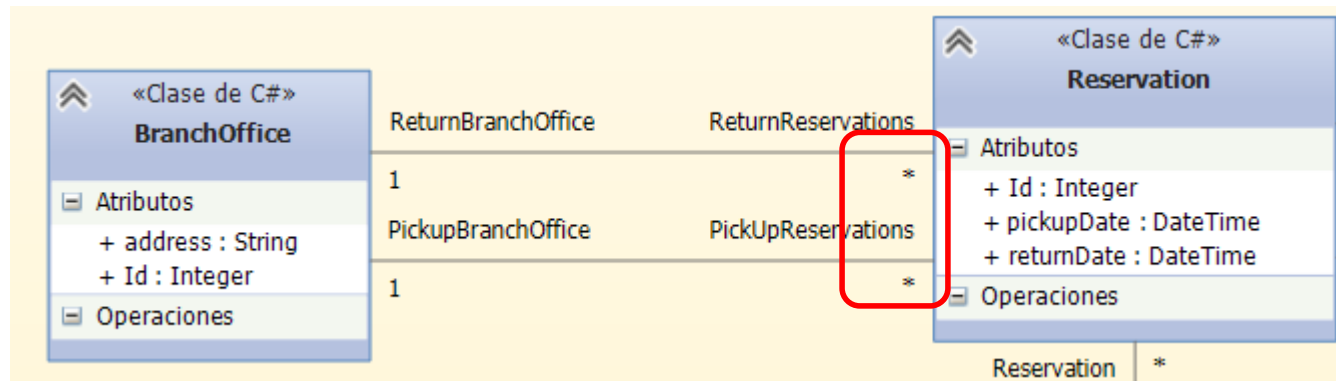 «Clase de C#»
BranchOffice
Atributos
+ address : String
+ Id : Integer
Operaciones
ReturnBranchOffice
ReturnReservations
1
*
PickupBranchOffice
PickUpReservations
1
*
«Clase de C#»
Reservation
Atributos
+ Id : Integer
+ pickupDate : DateTime
+ returnDate : DateTime
Operaciones
Reservation
*